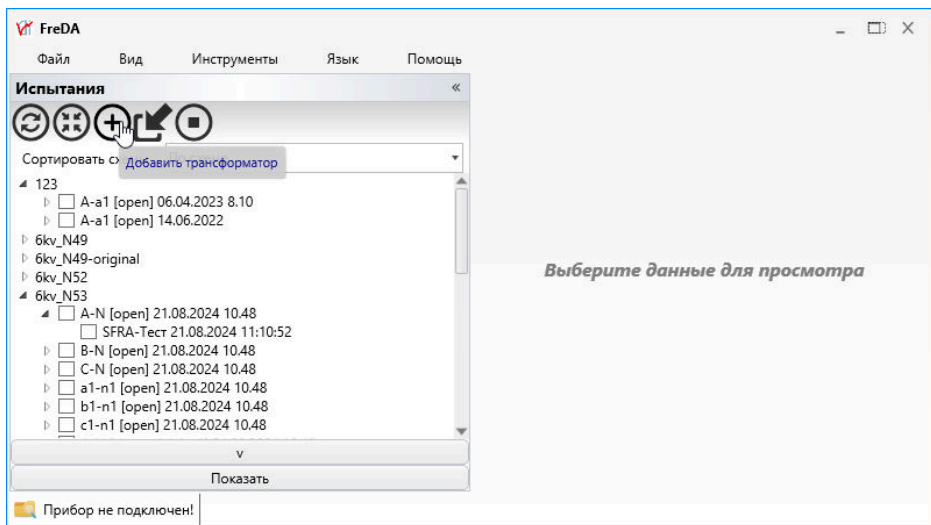 FreDA
Файл Вид Инструменты Язык Помощь
Испытания «
Сортировать
Добавить трансформатор
123
A-a1 [open] 06.04.2023 8.10
A-a1 [open] 14.06.2022
6kv_N49
6kv_N49-original
6kv_N52
6kv_N53
A-N [open] 21.08.2024 10.48
SFRA-Тест 21.08.2024 11:10:52
B-N [open] 21.08.2024 10.48
C-N [open] 21.08.2024 10.48
a1-n1 [open] 21.08.2024 10.48
b1-n1 [open] 21.08.2024 10.48
c1-n1 [open] 21.08.2024 10.48
v
Показать
Прибор не подключен!
Выберите данные для просмотра